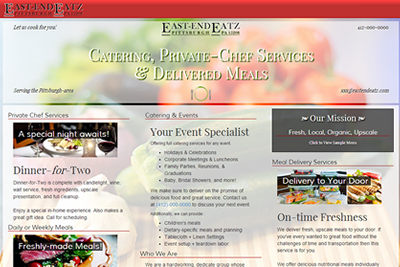 EAST-END EATZ
PITTSBURGH PA.COM
Let us cook for you!
EAST-END EATZ
PITTSBURGH PA.COM
412-000-0000
CATERING, PRIVATE-CHEF SERVICES
& DELIVERED MEALS
Serving the Pittsburgh-area
xxx@eastendeatz.com
Private Chef Services
A special night awaits!
Dinner-for-Two
Dinner-for-Two is complete with candlelight, wine,
wait service, fresh ingredients, upscale
presentation, and full cleanup.
Enjoy a special in-home experience. Also makes a
great gift idea. Call for scheduling.
Daily or Weekly Meals
Freshly-made Meals!
Catering & Events
Your Event Specialist
Offering full catering services for any event:
• Holidays & Celebrations
• Corporate Meetings & Luncheons
• Family Parties, Reunions, &
Graduations
• Baby, Bridal Showers, and more!
We make sure to deliver on the promise of
delicious food and great service. Contact us
at (412)-000-0000 to discuss your next event.
Additionally, we can provide:
• Children's meals
• Dietary-specific meals and planning
• Tablecloth + Linen Settings
• Event setup + teardown labor
Who We Are
We are a hardworking, dedicate group whose
Our Mission
Fresh, Local, Organic, Upscale
Click to View Sample Menu
Meal Delivery Services
Delivery to Your Door
On-time Freshness
We deliver fresh, upscale meals to your door. If
you've every wanted great food without the
challenges of time and transportation then this
service is for you.
We offer delicious nutritional meals individually